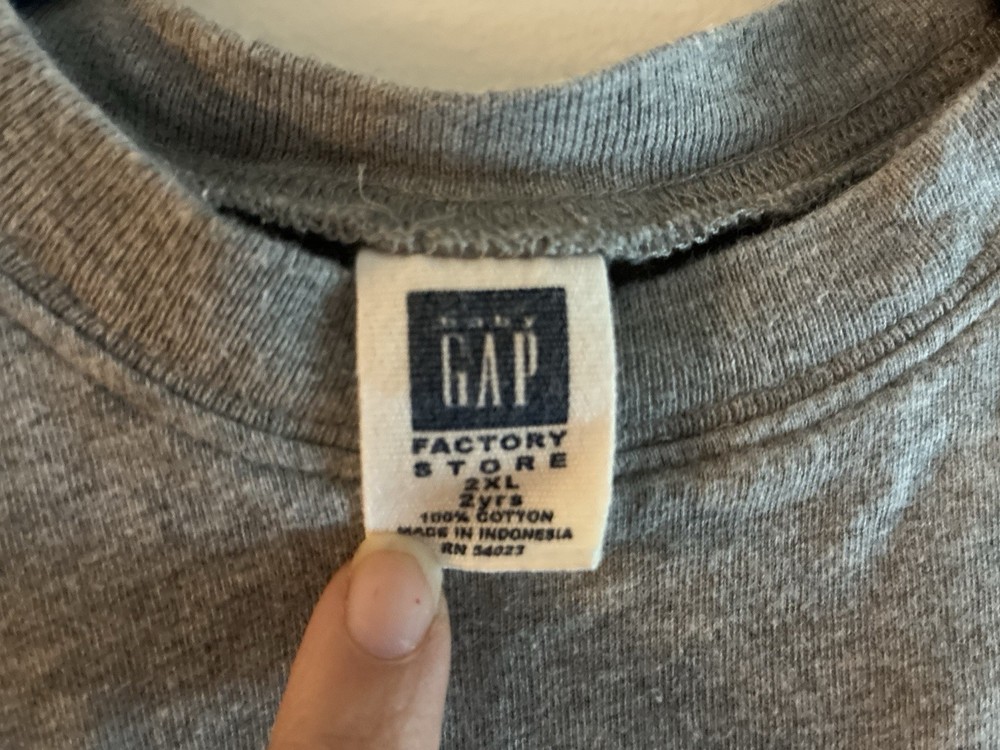 baby
GAP
FACTORY
STORE
2XL
2yrs
100% COTTON
MADE IN INDONESIA
RN 54023